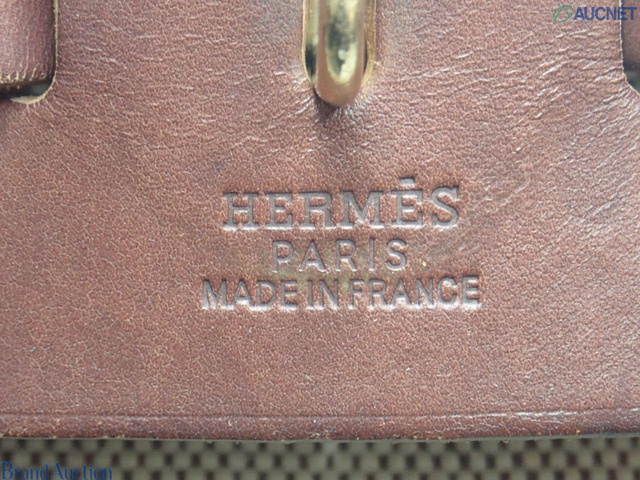 AUCNET
HERMÈS
PARIS
MADE IN FRANCE
Brand Auction